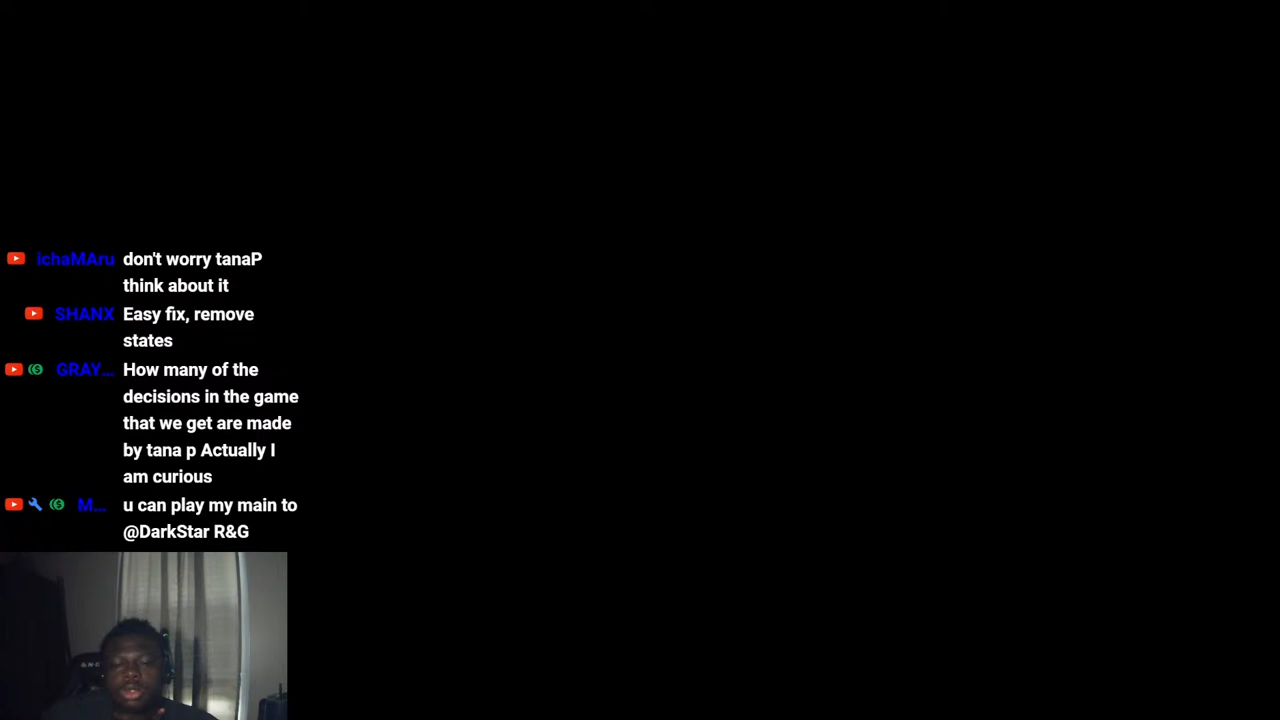 IchaMAru don't worry tanaP
think about it
SHANX Easy fix, remove
states
GRAY… How many of the
decisions in the game
that we get are made
by tana p Actually I
am curious
M… u can play my main to
@DarkStar R&G